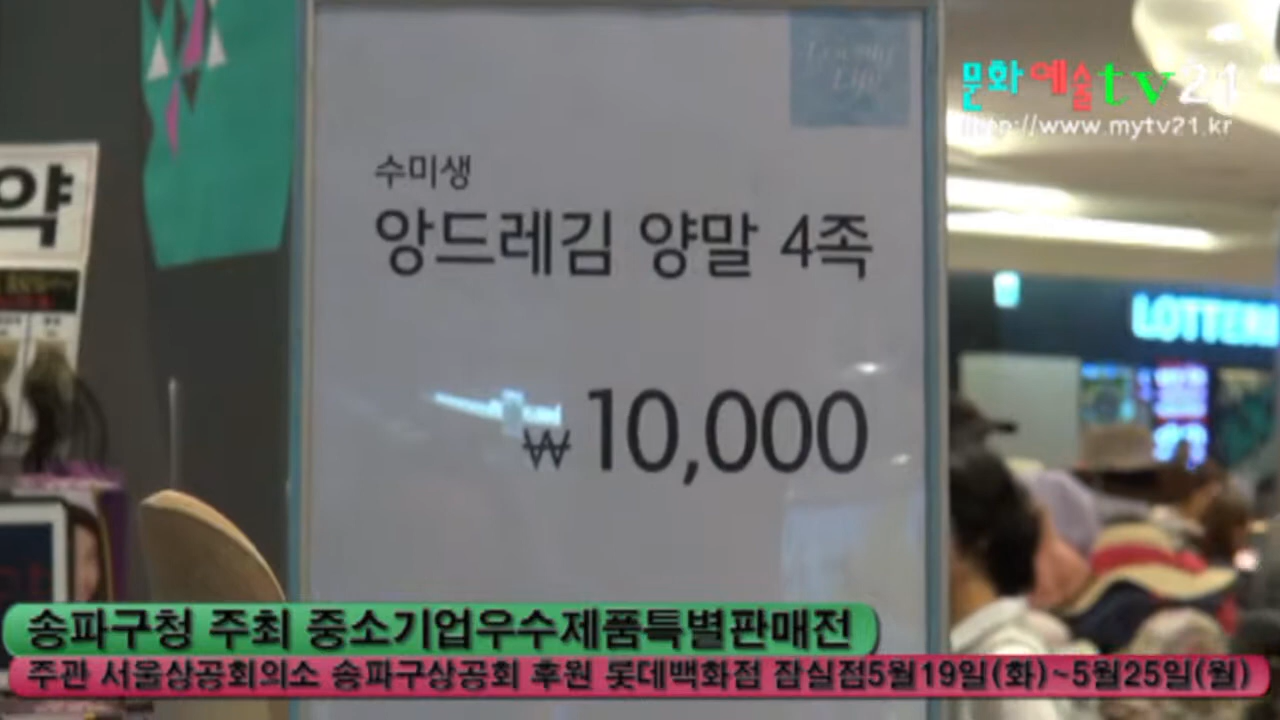 문화예술tv21
http://www.mytv21.kr
약
수미생
앙드레김 양말 4족
₩10,000
송파구청 주최 중소기업우수제품특별판매전
주관 서울상공회의소 송파구상공회 후원 롯데백화점 잠실점5월19일(화)~5월25일(월)